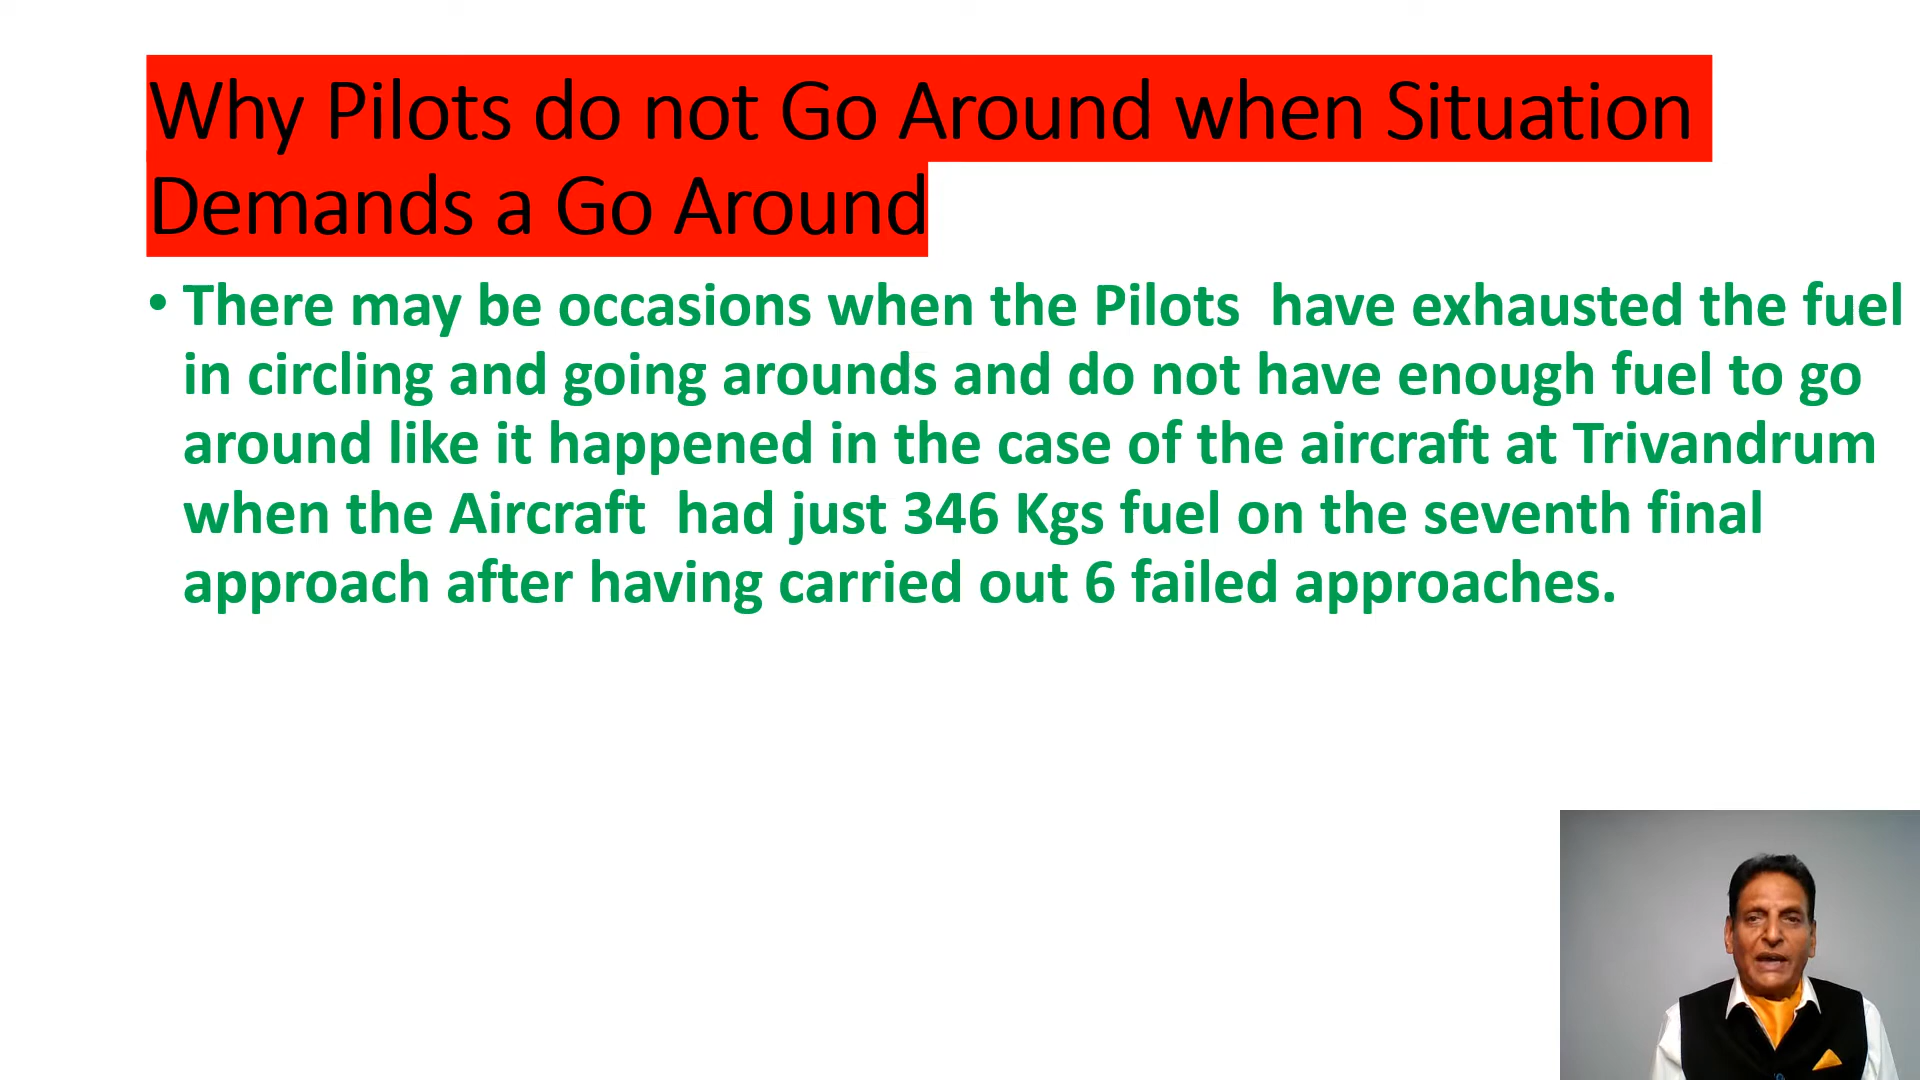 Why Pilots do not Go Around when Situation
Demands a Go Around
• There may be occasions when the Pilots  have exhausted the fuel
in circling and going arounds and do not have enough fuel to go
around like it happened in the case of the aircraft at Trivandrum
when the Aircraft  had just 346 Kgs fuel on the seventh final
approach after having carried out 6 failed approaches.